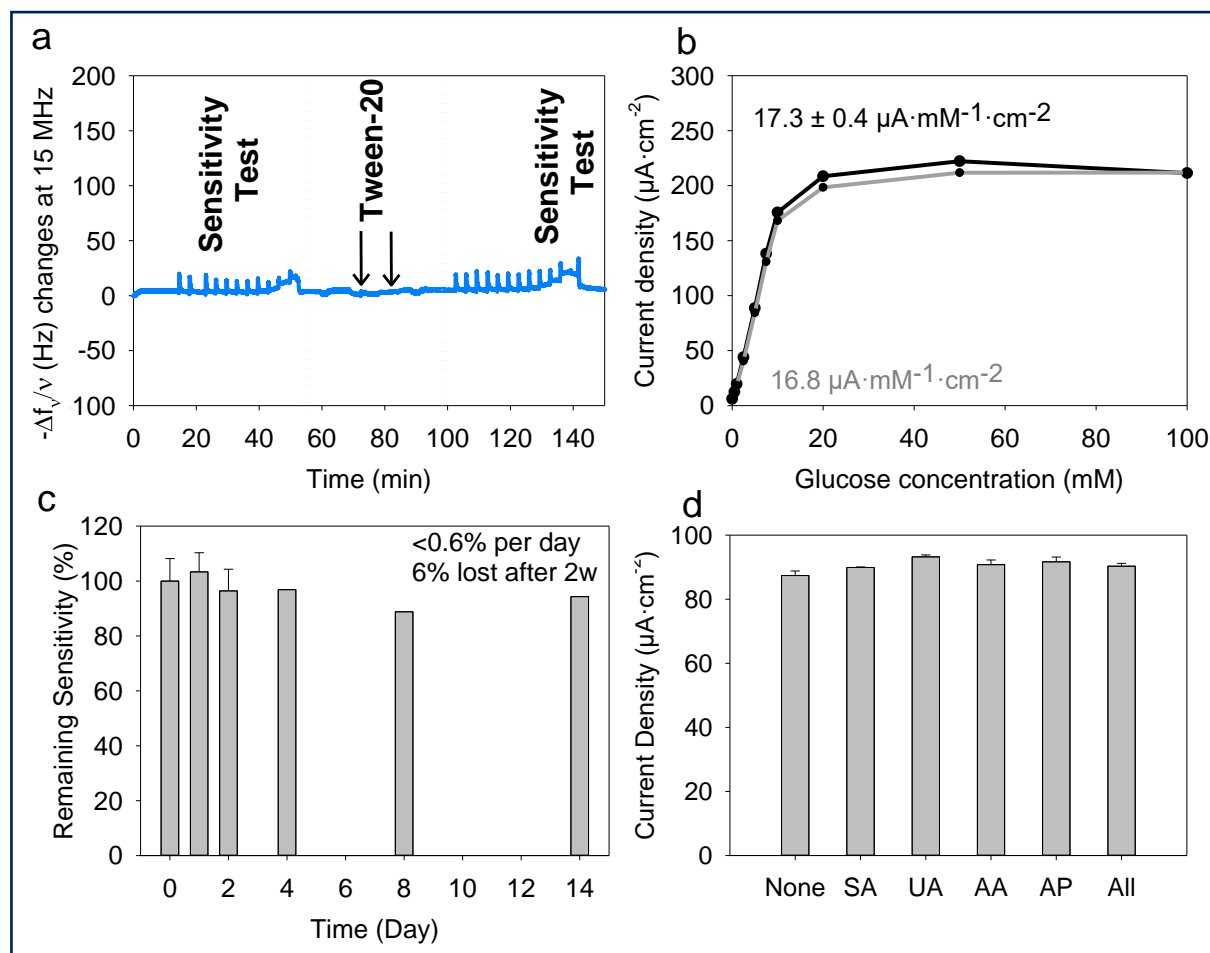 a
-Δfᵥ/ν (Hz) changes at 15 MHz
200
150
100
50
0
-50
100
Sensitivity
Test
Tween-20
Sensitivity
Test
0 20 40 60 80 100 120 140
Time (min)
b
Current density (µA·cm-2)
300
250
200
150
100
50
0
17.3 ± 0.4 µA·mM-1·cm-2
16.8 µA·mM-1·cm-2
0 20 40 60 80 100
Glucose concentration (mM)
c
Remaining Sensitivity (%)
120
100
80
60
40
20
0
<0.6% per day
6% lost after 2w
0 2 4 6 8 10 12 14
Time (Day)
d
Current Density (µA·cm-2)
100
80
60
40
20
0
None SA UA AA AP All